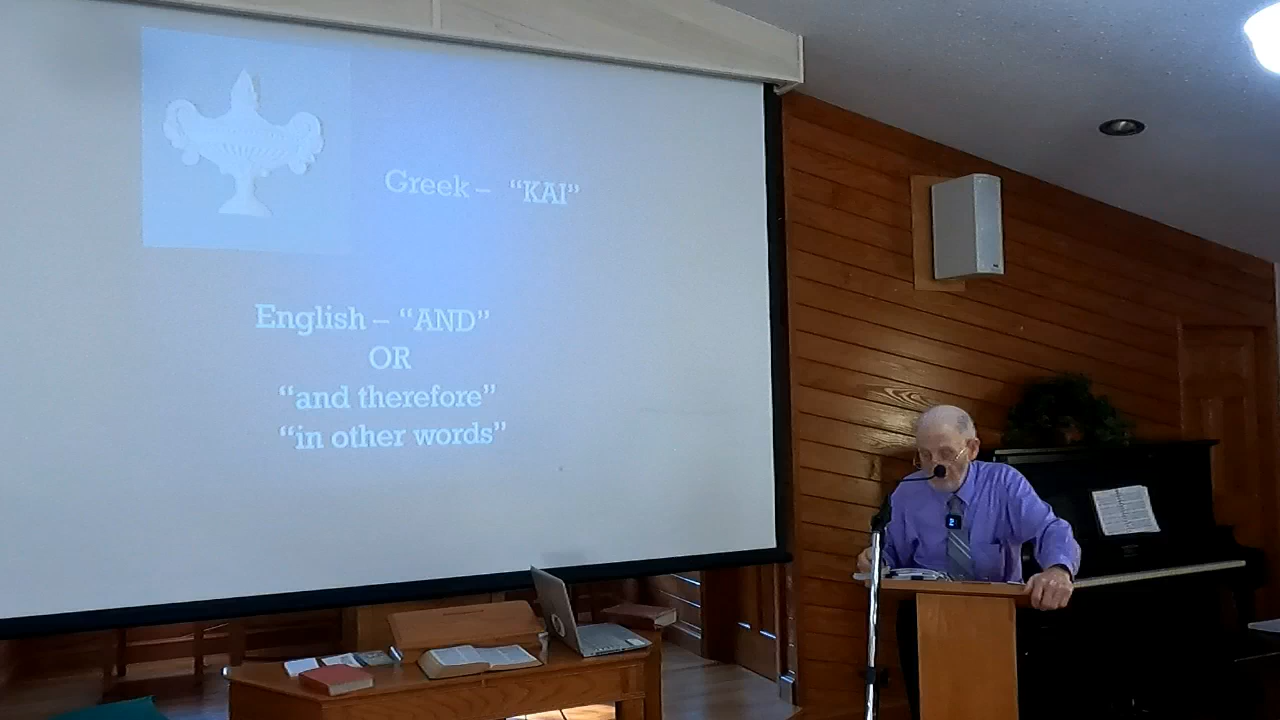 Greek – “KAI”
English – “AND”
OR
“and therefore”
“in other words”